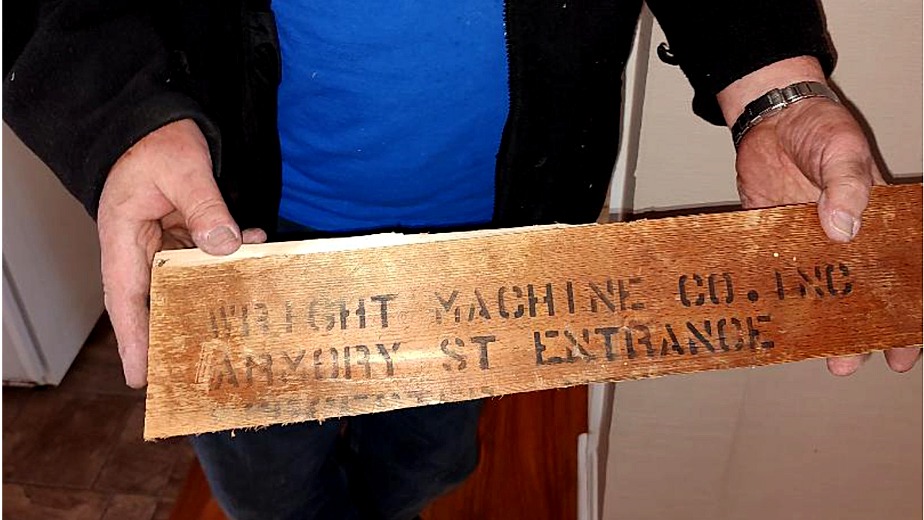 WRIGHT MACHINE CO. INC
ARMORY ST ENTRANCE